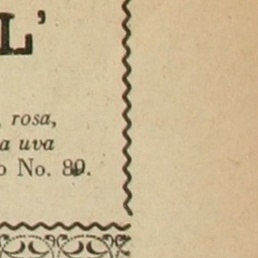 L'
rosa,
a uva
o No. 89.